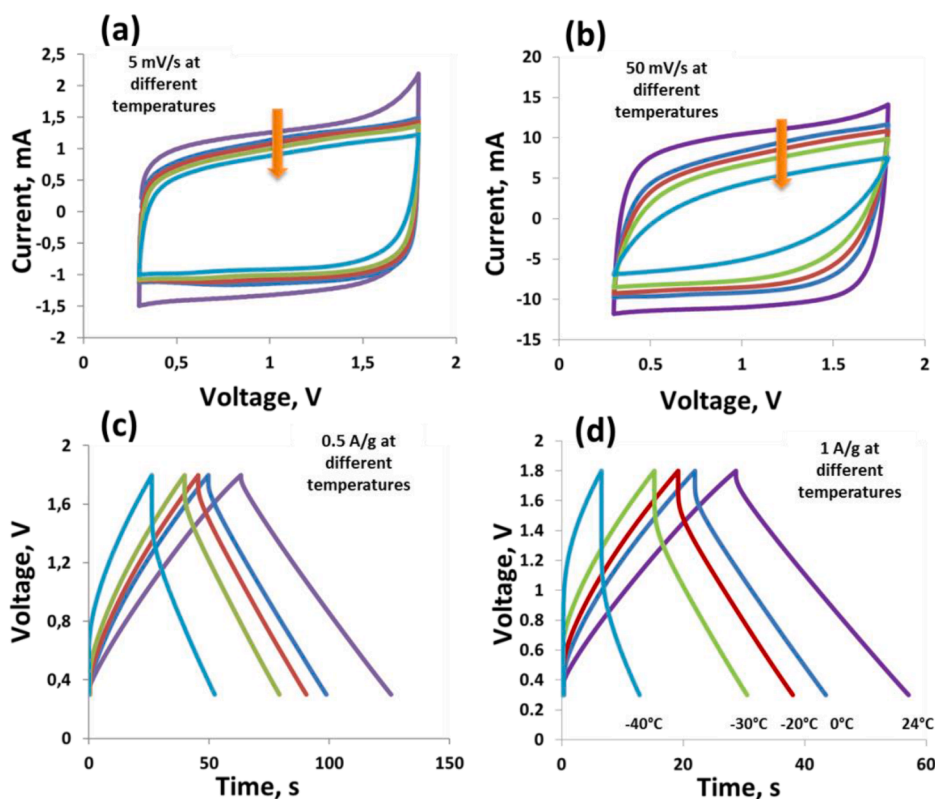 (a)
5 mV/s at
different
temperatures
2,5
2
1,5
1
0,5
0
-0,5
-1
-1,5
-2
Current, mA
0
0,5
1
1,5
2
Voltage, V
(b)
50 mV/s at
different
temperatures
20
15
10
5
0
-5
-10
-15
Current, mA
0
0.5
1
1.5
2
Voltage, V
(c)
0.5 A/g at
different
temperatures
2
1,6
1,2
0,8
0,4
0
Voltage, V
0
50
100
150
Time, s
(d)
1 A/g at
different
temperatures
2
1.8
1.6
1.4
1.2
1
0.8
0.6
0.4
0.2
0
Voltage, V
-40°C
-30°C
-20°C
0°C
24°C
0
20
40
60
Time, s